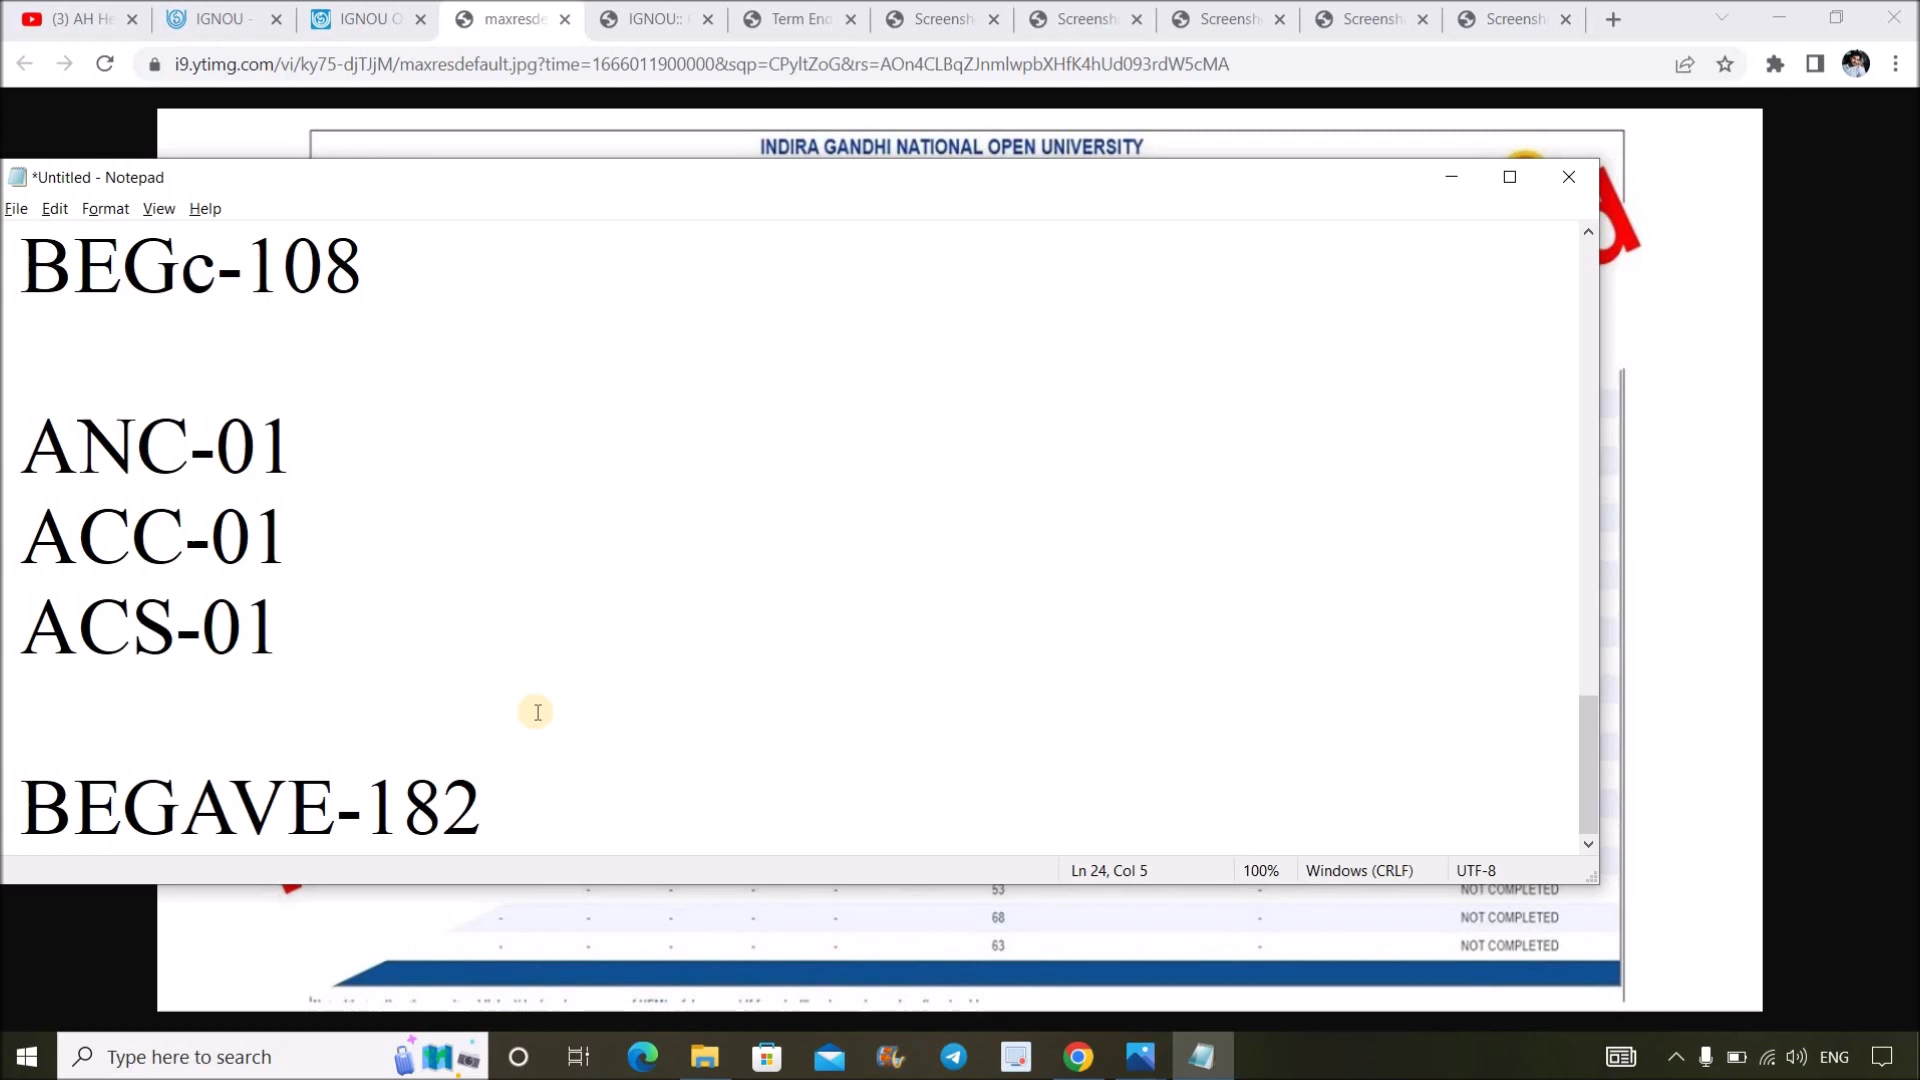 (3) AH He
IGNOU -
IGNOU O
maxresde
IGNOU::
Term End
Screensh
Screensh
Screensh
Screensh
Screensh
i9.ytimg.com/vi/ky75-djTJjM/maxresdefault.jpg?time=1666011900000&sqp=CPyltZoG&rs=AOn4CLBqZJnmlwpbXHfK4hUd093rdW5cMA
INDIRA GANDHI NATIONAL OPEN UNIVERSITY
*Untitled - Notepad
File Edit Format View Help
BEGc-108
ANC-01
ACC-01
ACS-01
BEGAVE-182
Ln 24, Col 5
100%
Windows (CRLF)
UTF-8
- - - - 53 NOT COMPLETED
- - - - - 68 - NOT COMPLETED
- - - - - 63 - NOT COMPLETED
Type here to search
ENG